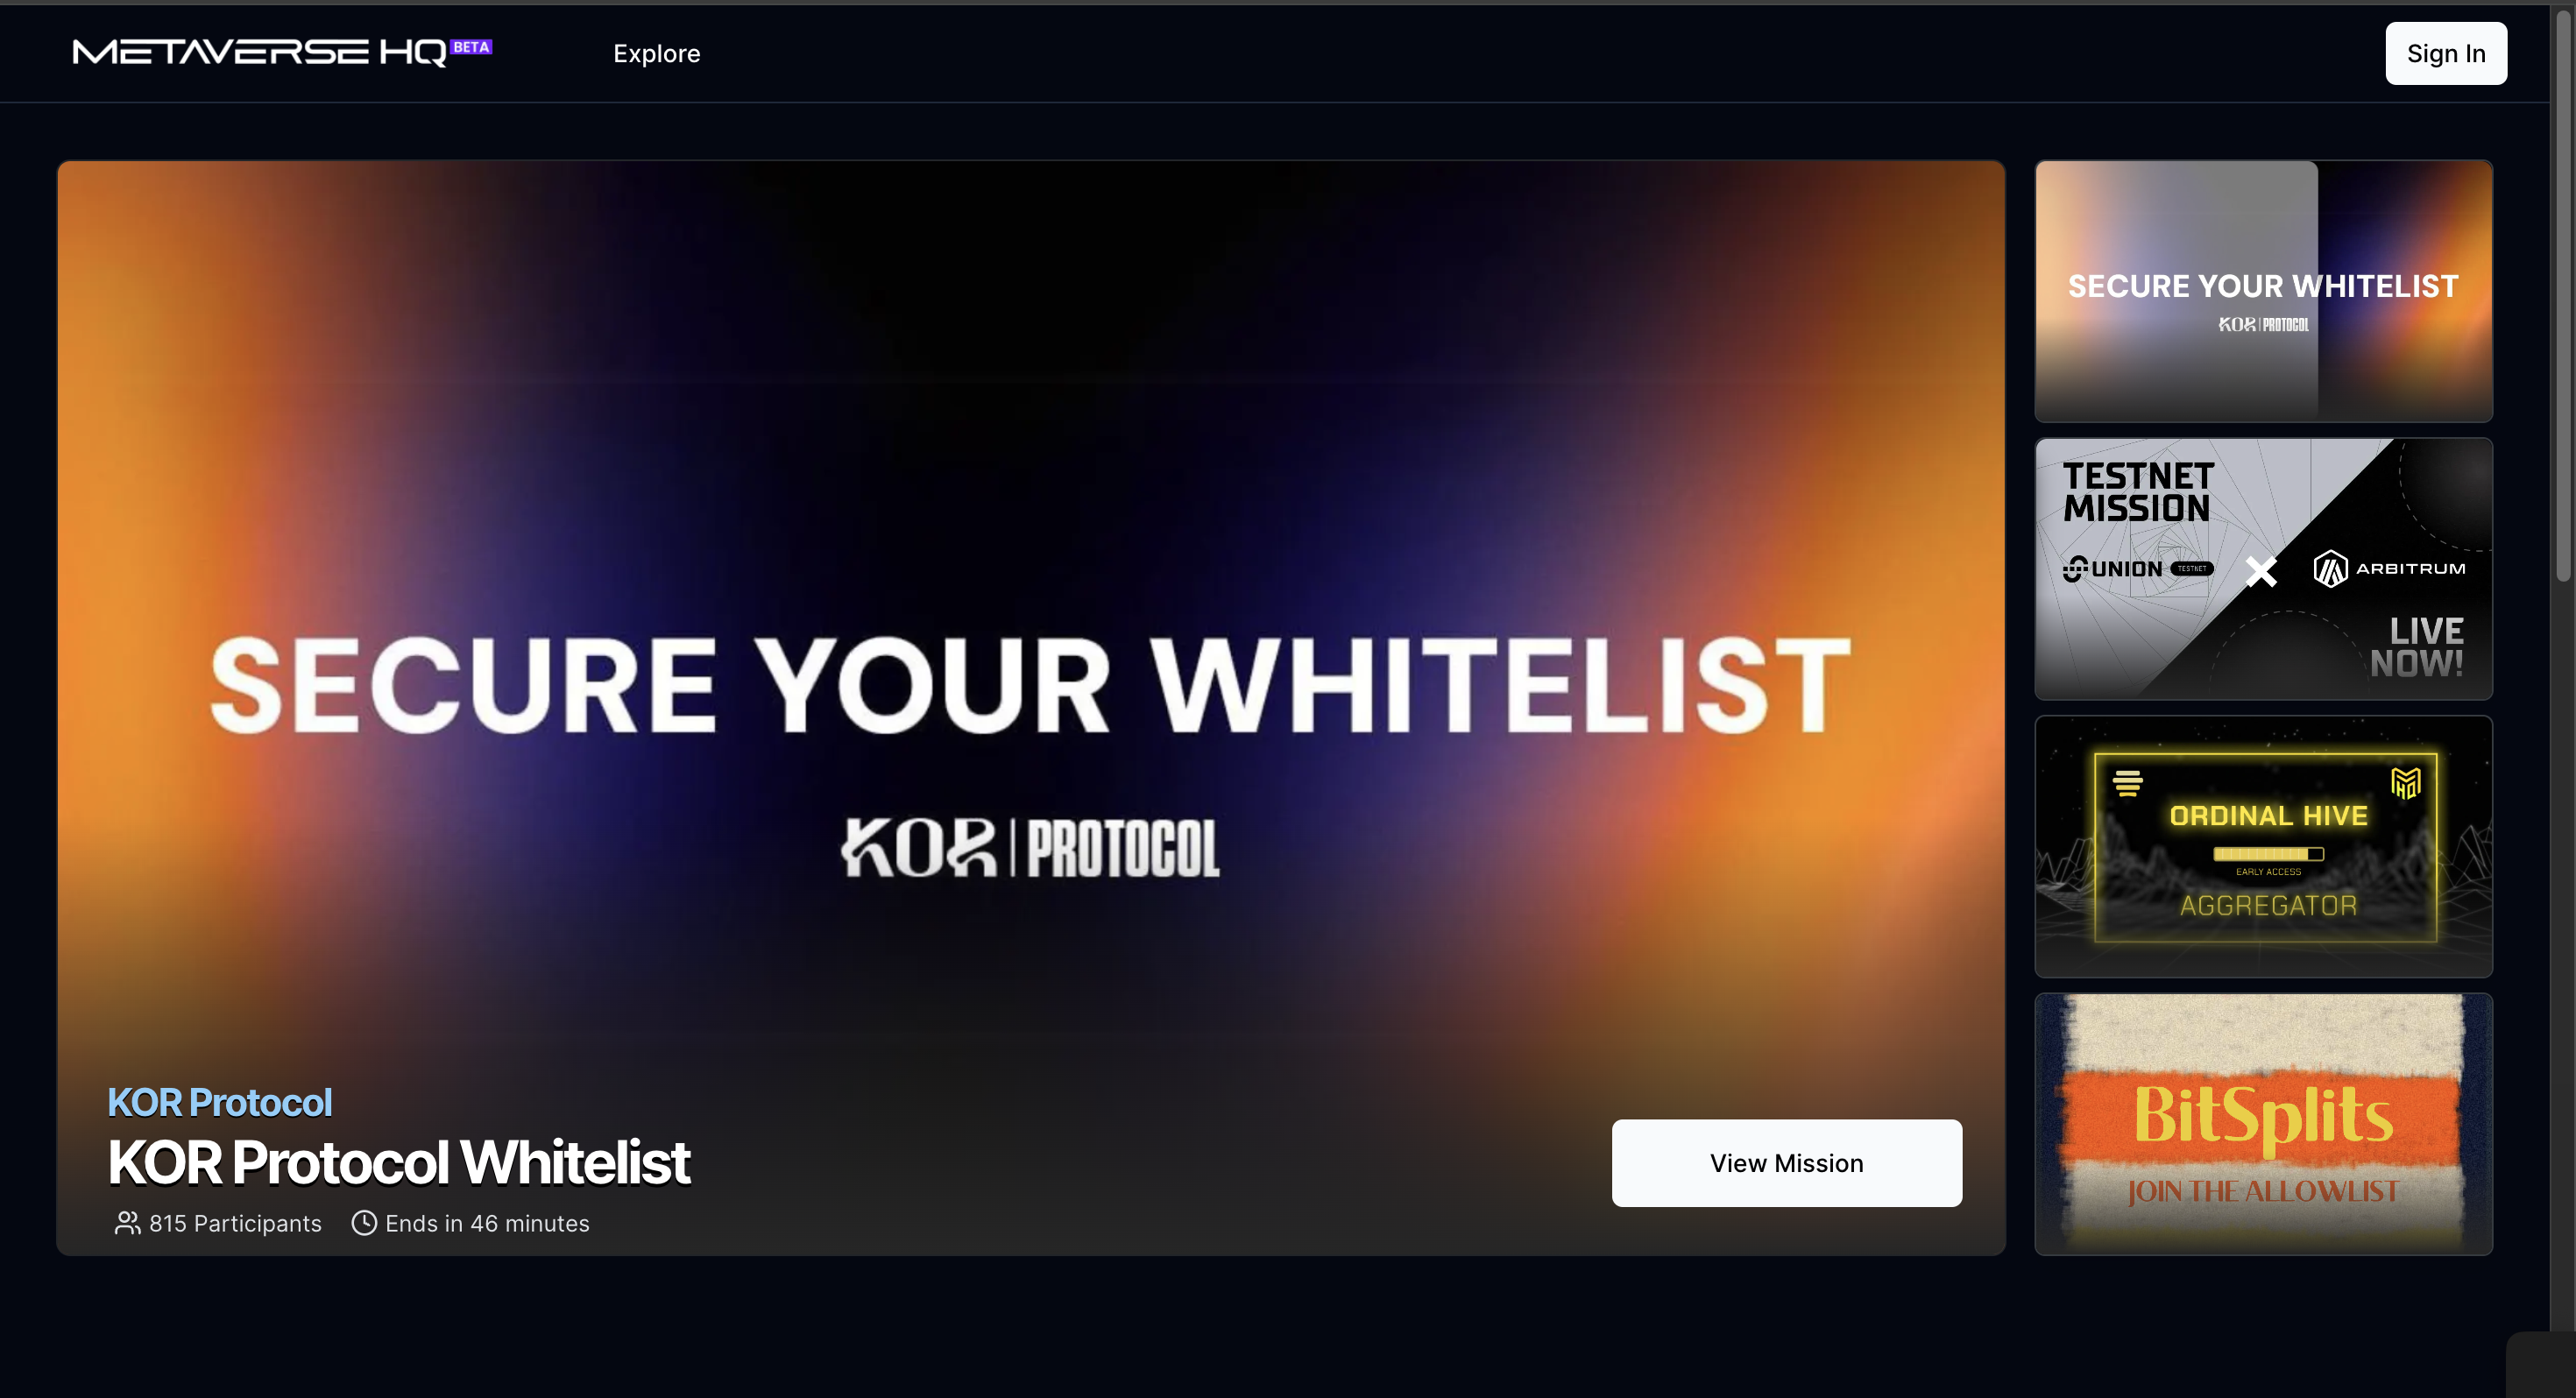 METAVERSE HQ BETA
Explore
Sign In
SECURE YOUR WHITELIST
KOR | PROTOCOL
KOR Protocol
KOR Protocol Whitelist
815 Participants
Ends in 46 minutes
View Mission
SECURE YOUR WHITELIST
KOR | PROTOCOL
TESTNET
MISSION
UNION TESTNET
ARBITRUM
LIVE
NOW!
HQ
ORDINAL HIVE
EARLY ACCESS
AGGREGATOR
BitSplits
JOIN THE ALLOWLIST